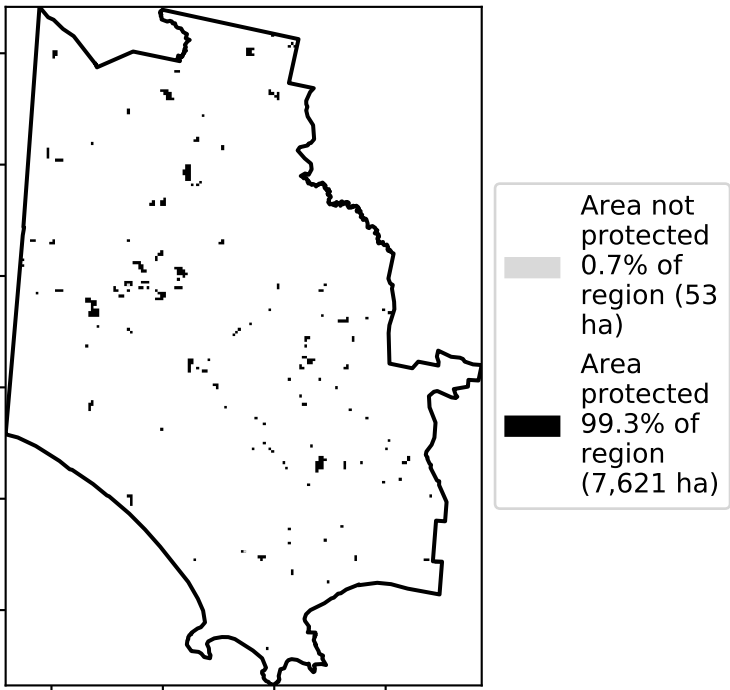 Area not
protected
0.7% of
region (53
ha)
Area
protected
99.3% of
region
(7,621 ha)